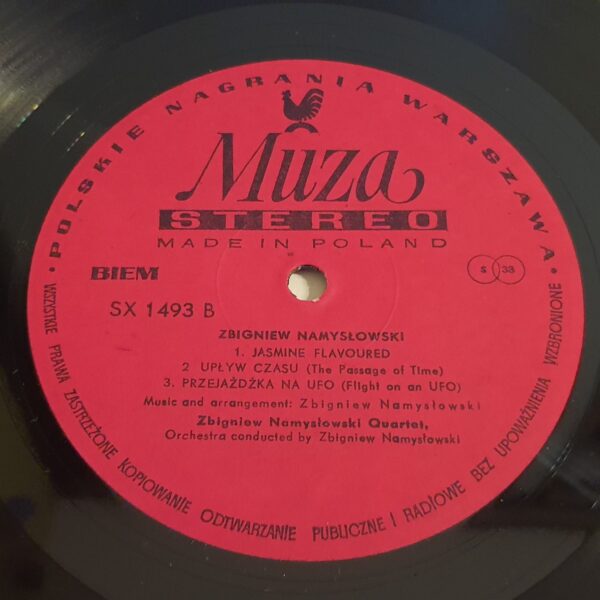 • POLSKIE NAGRANIA WARSZAWA •
Muza
STEREO
MADE IN POLAND
BIEM
S 33
SX 1493 B
ZBIGNIEW NAMYSŁOWSKI
1. JASMINE FLAVOURED
2 UPŁYW CZASU (The Passage of Time)
3. PRZEJAŻDŻKA NA UFO (Flight on an UFO)
Music and arrangement: Zbigniew Namysłowski
Zbigniew Namysłowski Quartet,
Orchestra conducted by Zbigniew Namysłowski
WSZYSTKIE PRAWA ZASTRZEŻONE KOPIOWANIE ODTWARZANIE PUBLICZNE I RADIOWE BEZ UPOWAŻNIENIA WZBRONIONE